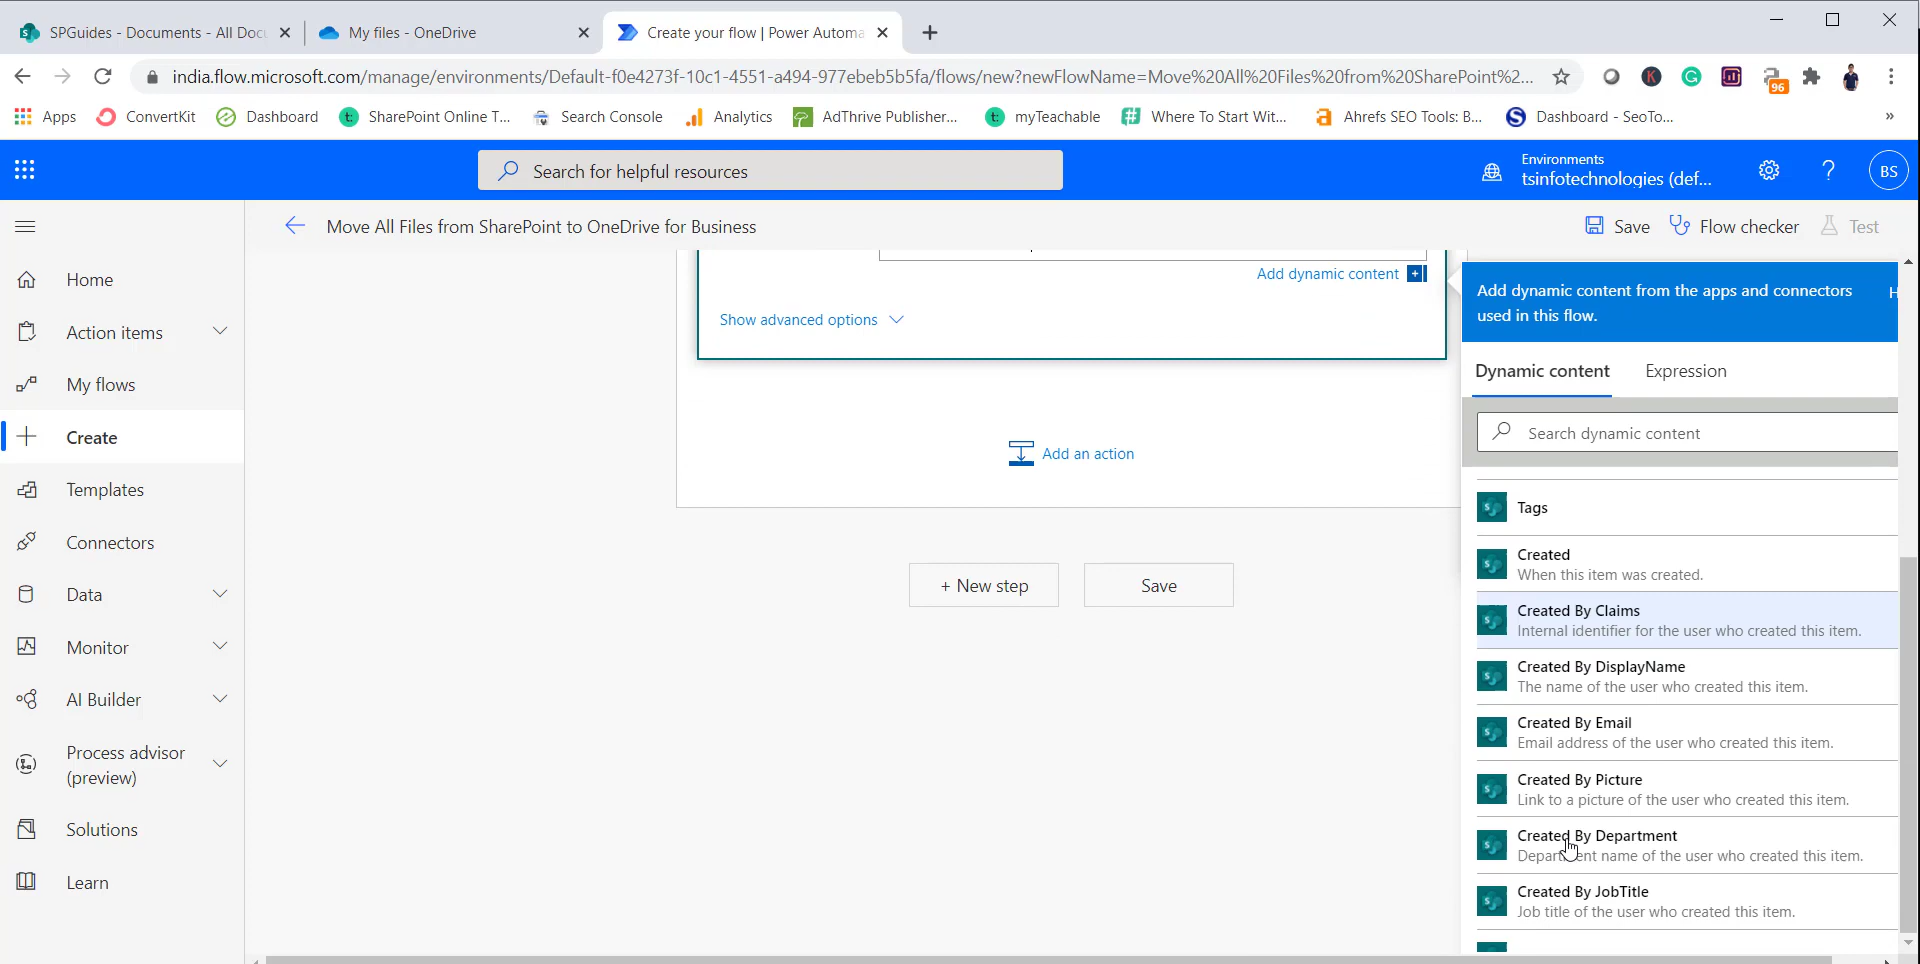 SPGuides - Documents - All Docu
My files - OneDrive
Create your flow | Power Automa
india.flow.microsoft.com/manage/environments/Default-f0e4273f-10c1-4551-a494-977ebeb5b5fa/flows/new?newFlowName=Move%20All%20Files%20from%20SharePoint%2...
K
G
96
Apps
ConvertKit
Dashboard
t:
SharePoint Online T...
Search Console
Analytics
AdThrive Publisher...
t:
myTeachable
Where To Start Wit...
a
Ahrefs SEO Tools: B...
S
Dashboard - SeoTo...
»
Search for helpful resources
Environments
tsinfotechnologies (def...
?
BS
Move All Files from SharePoint to OneDrive for Business
Save
Flow checker
Test
Home
Action items
My flows
Create
Templates
Connectors
Data
Monitor
AI Builder
Process advisor
(preview)
Solutions
Learn
Add dynamic content
Show advanced options
Add an action
+ New step
Save
Add dynamic content from the apps and connectors
used in this flow.
H
Dynamic content
Expression
Search dynamic content
Tags
Created
When this item was created.
Created By Claims
Internal identifier for the user who created this item.
Created By DisplayName
The name of the user who created this item.
Created By Email
Email address of the user who created this item.
Created By Picture
Link to a picture of the user who created this item.
Created By Department
Department name of the user who created this item.
Created By JobTitle
Job title of the user who created this item.